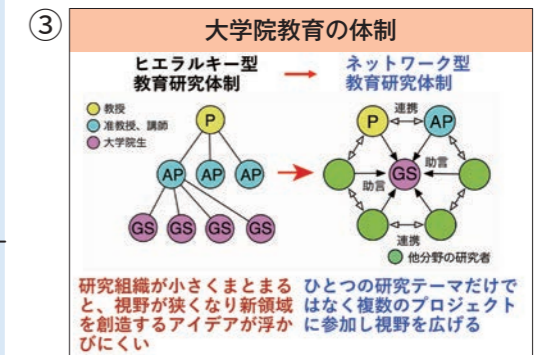 ③
大学院教育の体制
ヒエラルキー型
教育研究体制
ネットワーク型
教育研究体制
教授
准教授、講師
大学院生
P
AP
AP
AP
GS
GS
GS
GS
P
連携
AP
GS
助言
助言
連携
他分野の研究者
研究組織が小さくまとまる
と、視野が狭くなり新領域
を創造するアイデアが浮か
びにくい
ひとつの研究テーマだけで
はなく複数のプロジェクト
に参加し視野を広げる